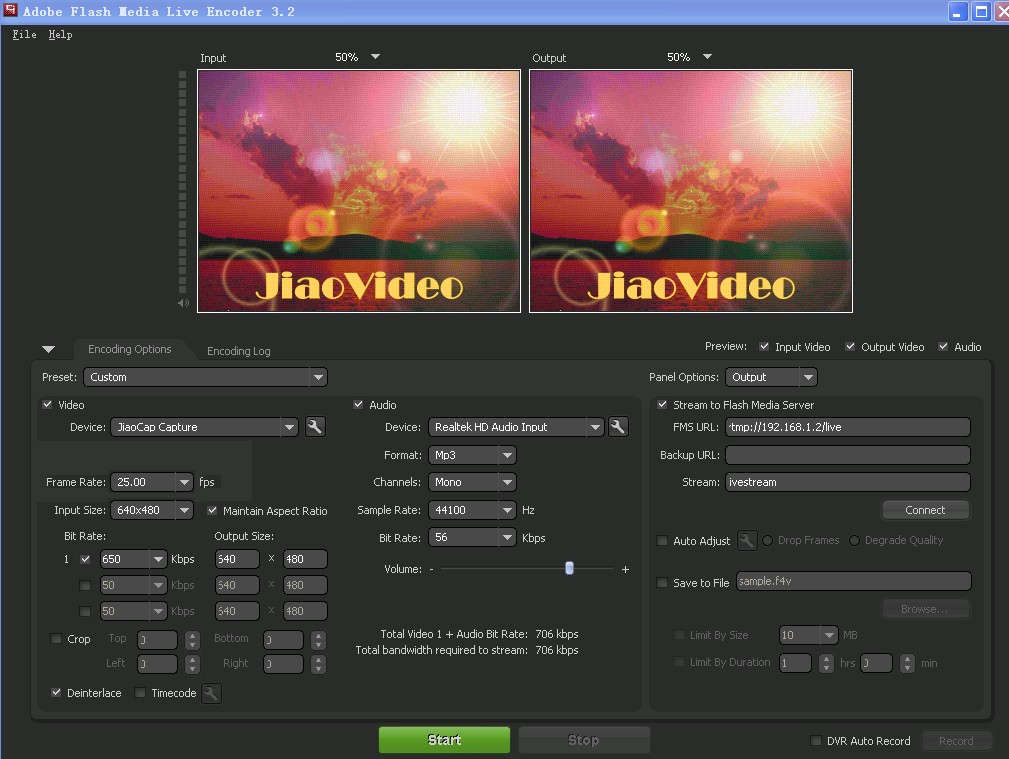 Adobe Flash Media Live Encoder 3.2
File Help
Input 50% Output 50%
JiaoVideo JiaoVideo
Encoding Options Encoding Log Preview: Input Video Output Video Audio
Preset: Custom Panel Options: Output
Video Audio Stream to Flash Media Server
Device: JiaoCap Capture Device: Realtek HD Audio Input FMS URL: tmp://192.168.1.2/live
Format: Mp3 Backup URL:
Frame Rate: 25.00 fps Channels: Mono Stream: livestream
Input Size: 640x480 Maintain Aspect Ratio Sample Rate: 44100 Hz Connect
Bit Rate: Output Size: Bit Rate: 56 Kbps Auto Adjust Drop Frames Degrade Quality
1 650 Kbps 640 x 480 Volume: - +
50 Kbps 640 x 480 Save to File sample.f4v
50 Kbps 640 x 480 Browse...
Crop Top 0 Bottom 0 Total Video 1 + Audio Bit Rate: 706 kbps Limit By Size 10 MB
Left 0 Right 0 Total bandwidth required to stream: 706 kbps Limit By Duration 1 hrs 0 min
Deinterlace Timecode
Start Stop DVR Auto Record Record